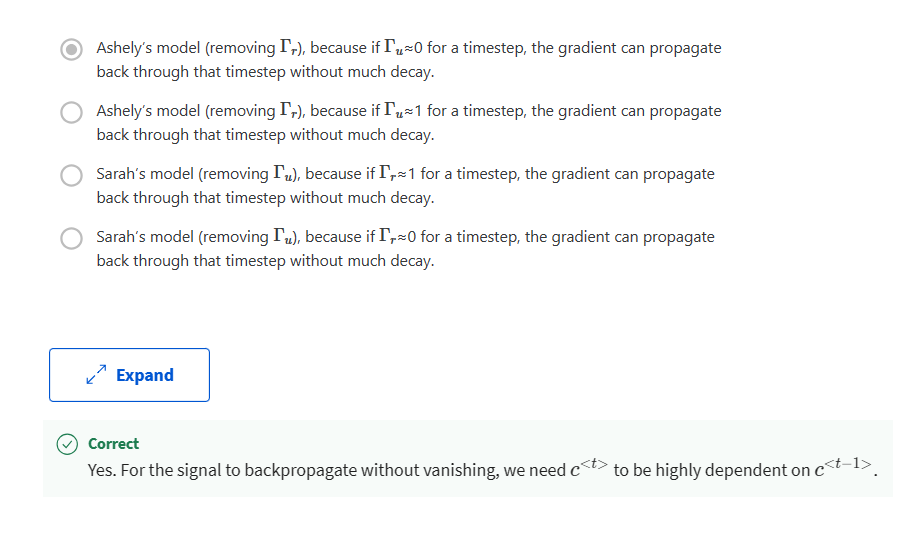 Ashely's model (removing Γr), because if Γu≈0 for a timestep, the gradient can propagate
back through that timestep without much decay.
Ashely's model (removing Γr), because if Γu≈1 for a timestep, the gradient can propagate
back through that timestep without much decay.
Sarah's model (removing Γu), because if Γr≈1 for a timestep, the gradient can propagate
back through that timestep without much decay.
Sarah's model (removing Γu), because if Γr≈0 for a timestep, the gradient can propagate
back through that timestep without much decay.
Expand
Correct
Yes. For the signal to backpropagate without vanishing, we need c<t> to be highly dependent on c<t−1>.